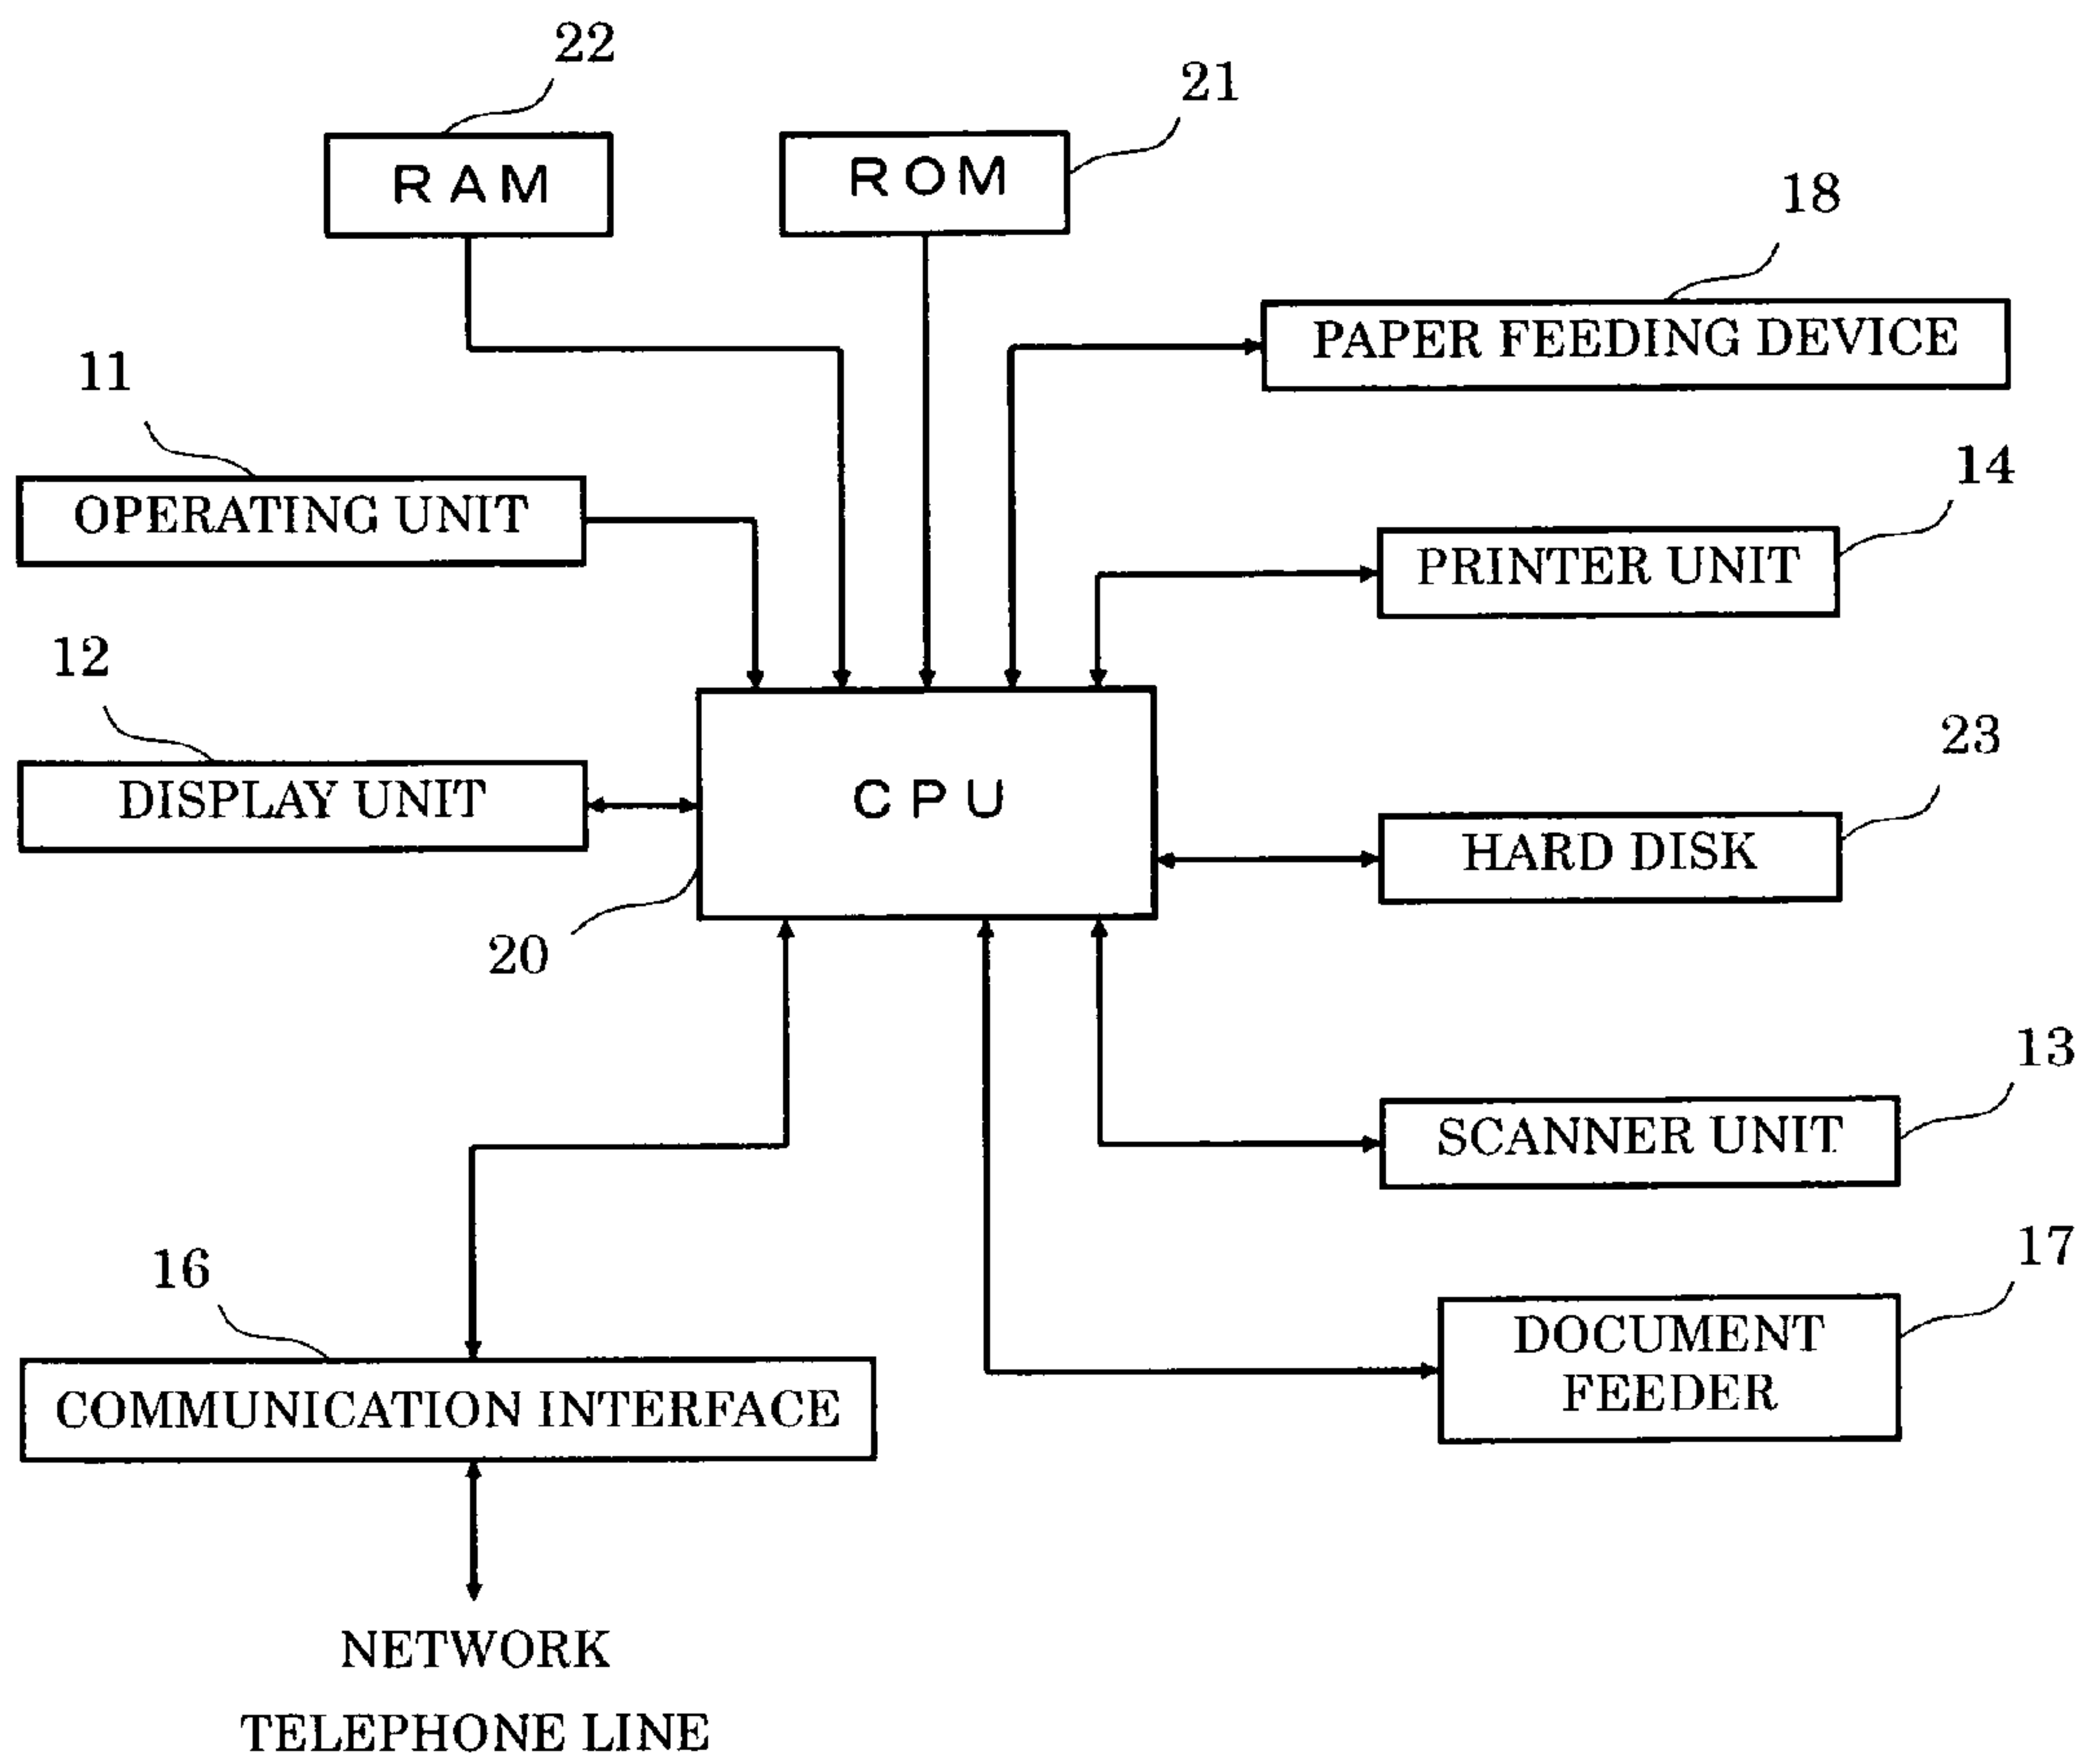 22
21
RAM
ROM
18
PAPER FEEDING DEVICE
11
14
OPERATING UNIT
PRINTER UNIT
12
23
DISPLAY UNIT
CPU
HARD DISK
20
13
SCANNER UNIT
17
16
DOCUMENT
FEEDER
COMMUNICATION INTERFACE
NETWORK
TELEPHONE LINE